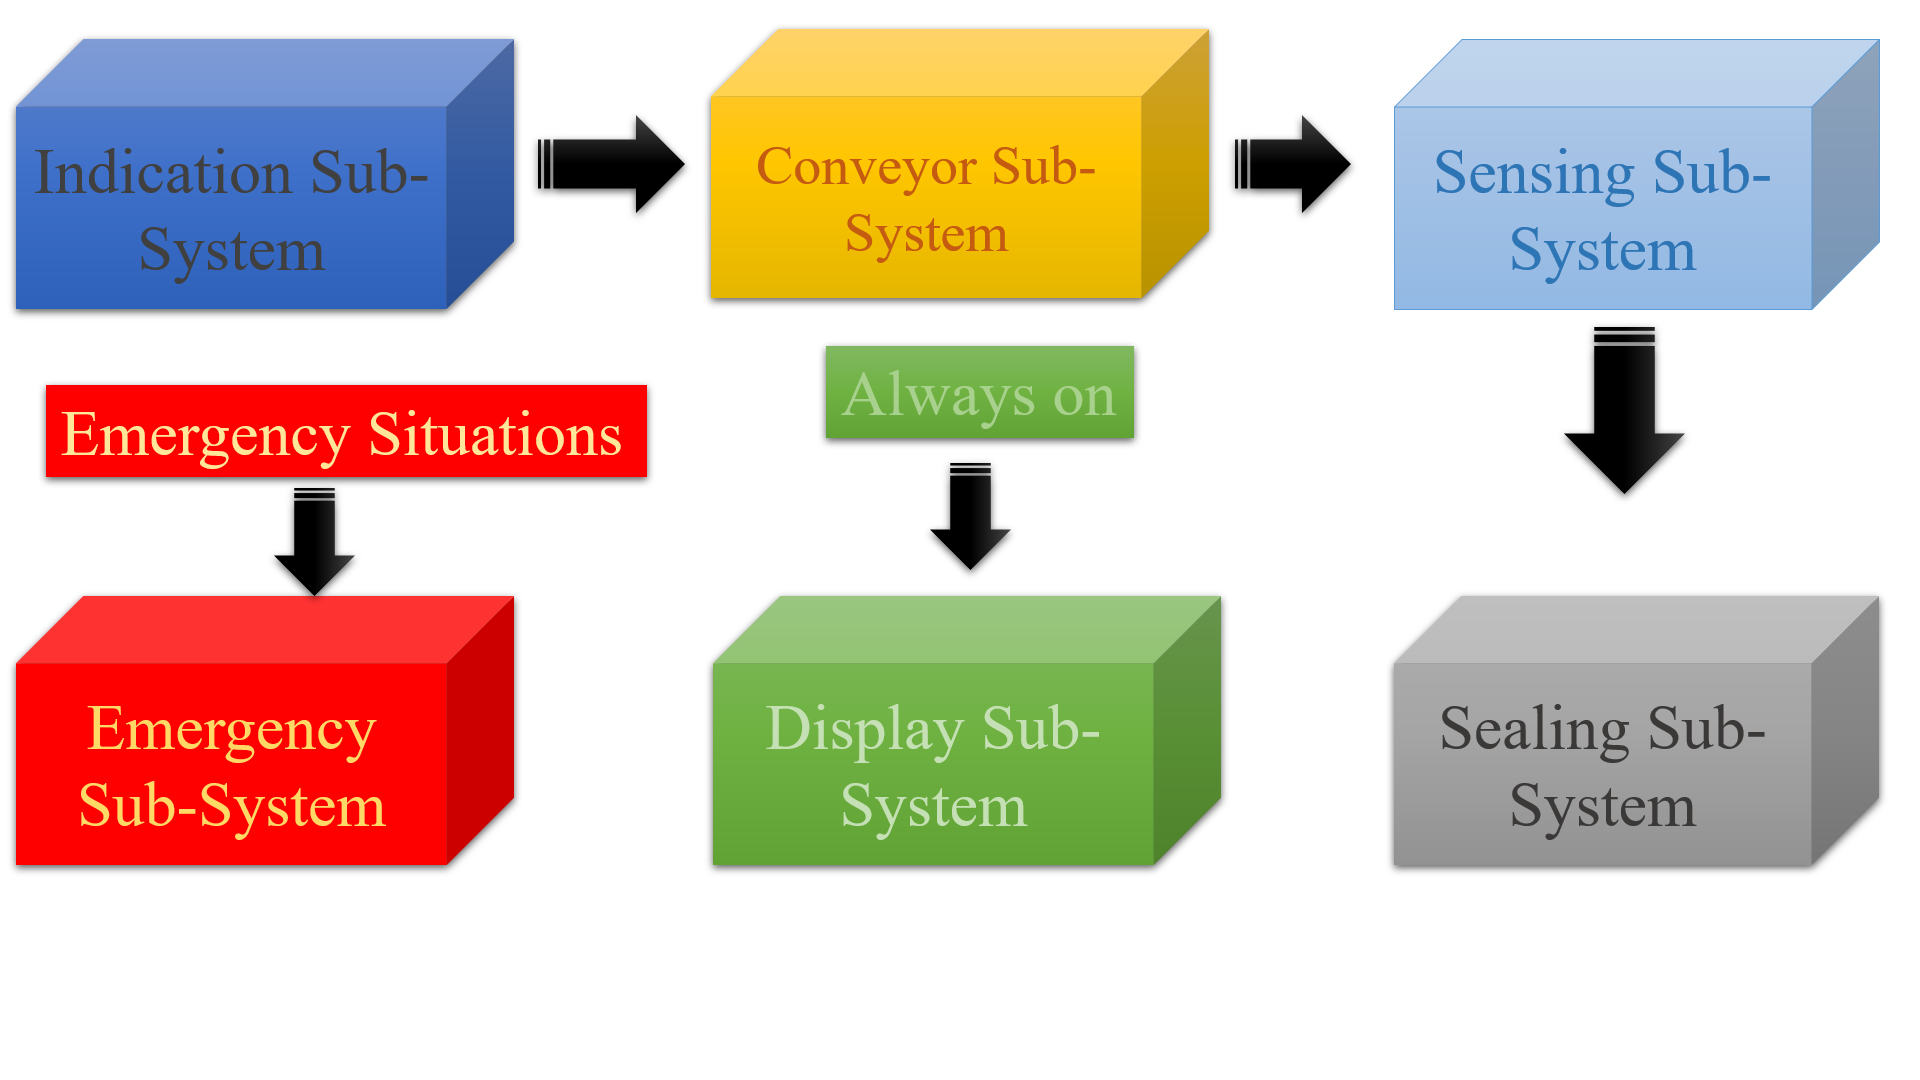 Indication Sub-
System
Conveyor Sub-
System
Sensing Sub-
System
Emergency Situations
Always on
Emergency
Sub-System
Display Sub-
System
Sealing Sub-
System